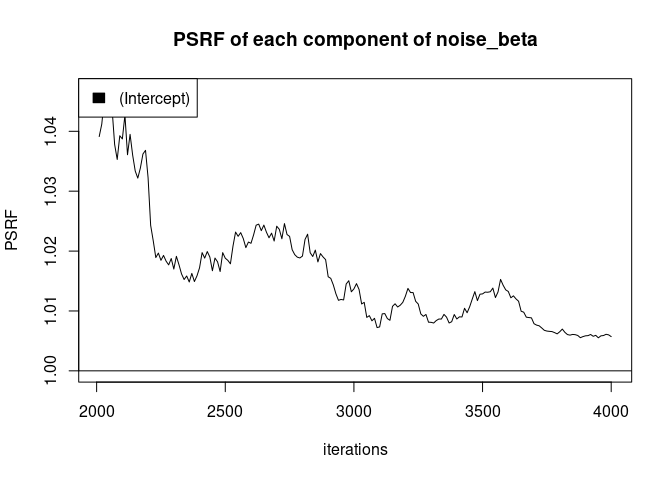 PSRF of each component of noise_beta
(Intercept)
PSRF
1.04
1.03
1.02
1.01
1.00
2000 2500 3000 3500 4000
iterations